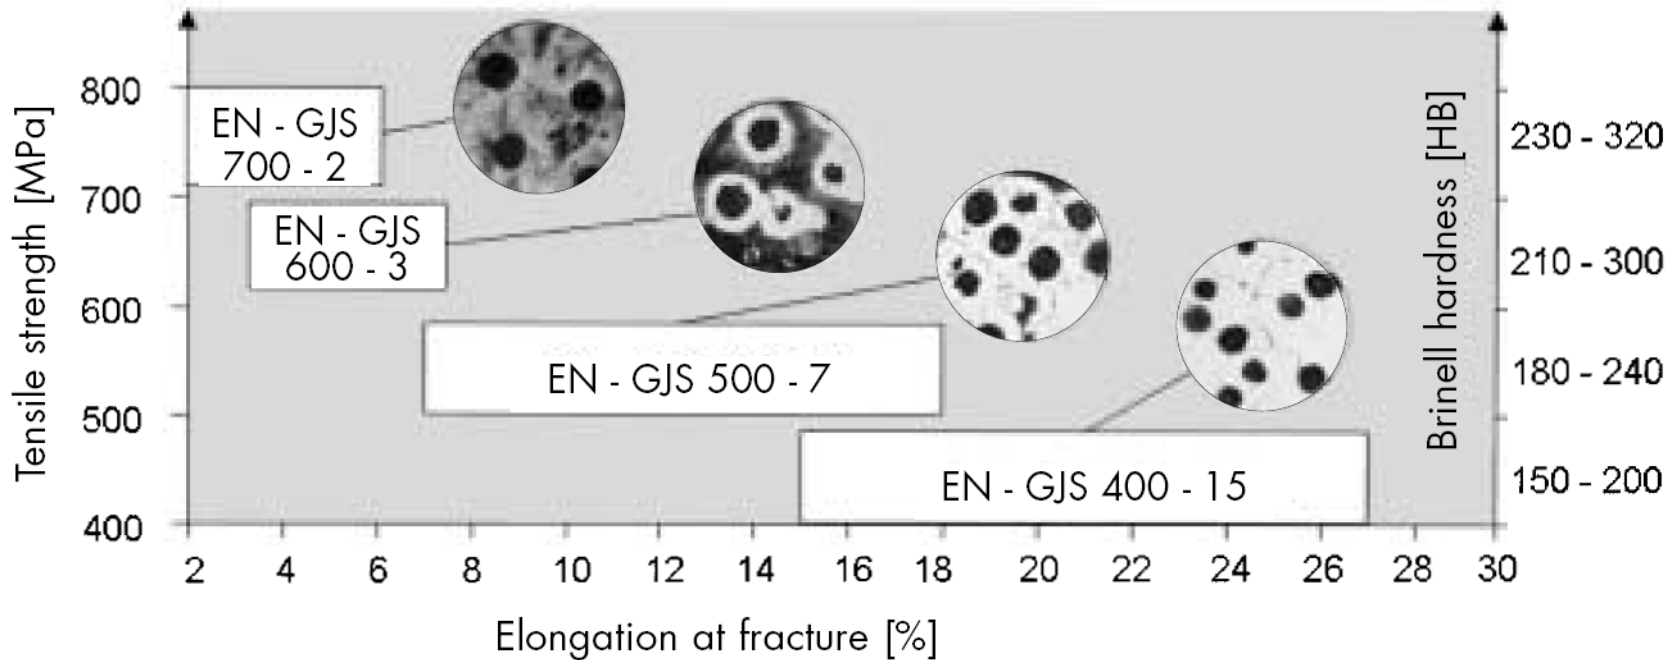 Tensile strength [MPa]
800
700
600
500
400
EN - GJS
700 - 2
EN - GJS
600 - 3
EN - GJS 500 - 7
EN - GJS 400 - 15
Brinell hardness [HB]
230 - 320
210 - 300
180 - 240
150 - 200
2 4 6 8 10 12 14 16 18 20 22 24 26 28 30
Elongation at fracture [%]